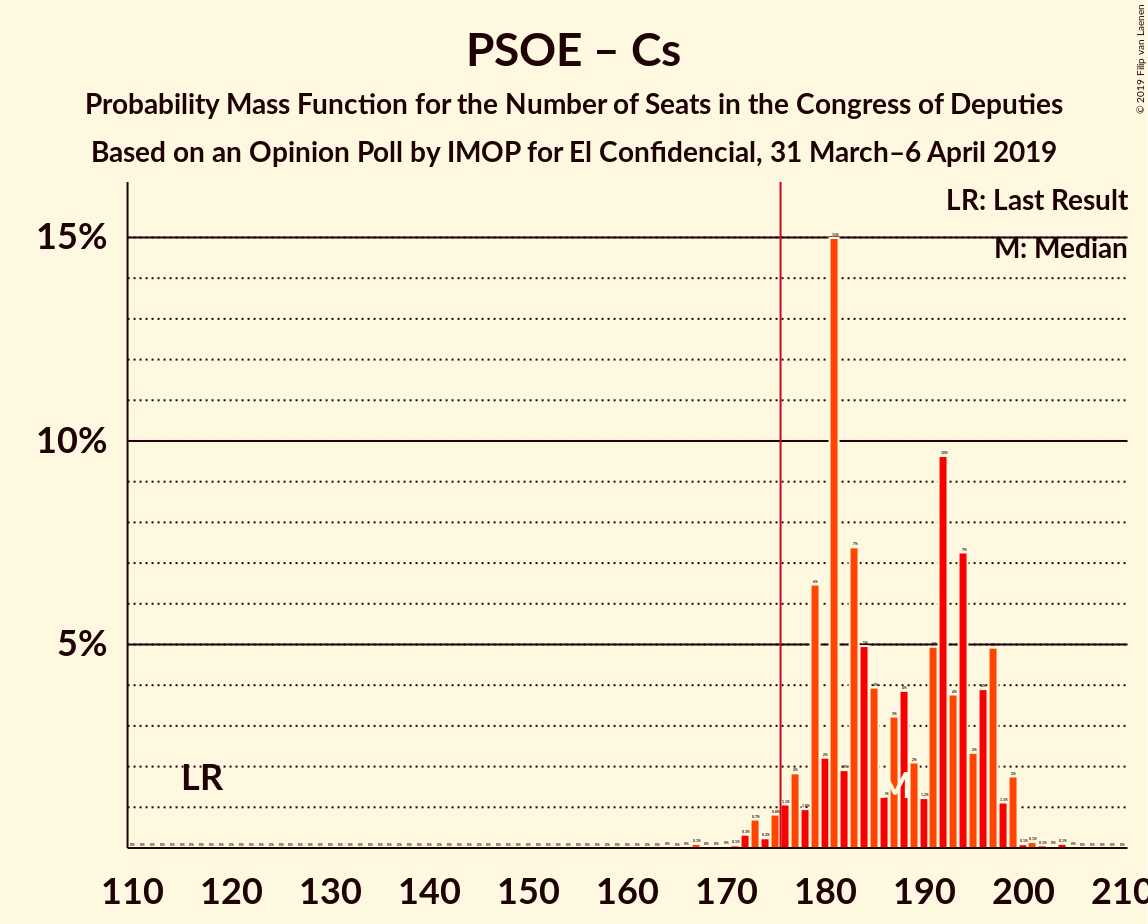 PSOE – Cs
Probability Mass Function for the Number of Seats in the Congress of Deputies
Based on an Opinion Poll by IMOP for El Confidencial, 31 March–6 April 2019
© 2019 Filip van Laenen
LR: Last Result
M: Median
15%
10%
5%
LR
M
110 120 130 140 150 160 170 180 190 200 210